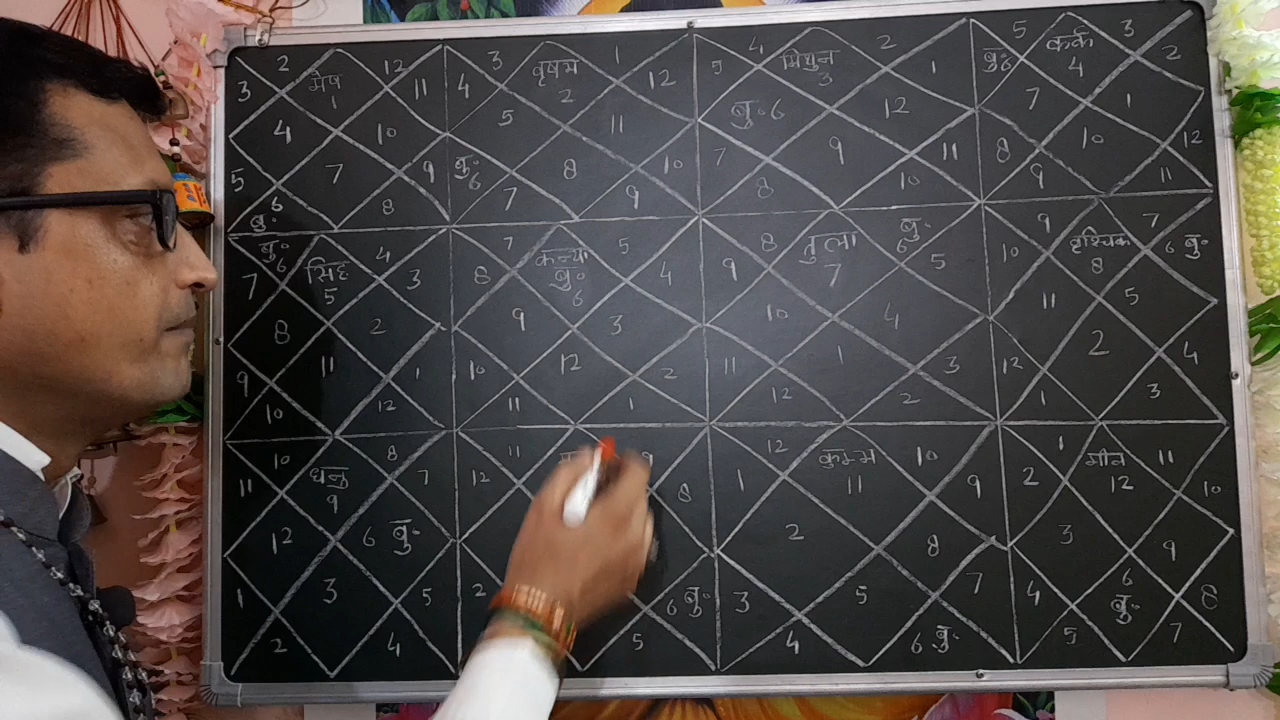 2 12
3 मेष 11
1
4 10
5 7 9
6
बु॰ 8
3 1
4 वृषभ 12
2
5 11
बु॰ 8 10
6
7 9
4 2
5 मिथुन 1
3
बु॰ 6 12
7 9 11
8 10
5 3
बु॰ 6 कर्क 2
4
7 1
8 10 12
9 11
बु॰
6 4
7 सिंह 3
5
8 2
9 11 1
10 12
7 5
8 कन्या 4
बु॰
6
9 3
10 12 2
11 1
8 बु॰
6
9 तुला 5
7
10 4
11 1 3
12 2
9 7
10 वृश्चिक 6 बु॰
8
11 5
12 2 4
1 3
10 8
11 धनु 7
9
12 6 बु॰
1 3 5
2 4
11 9
12 8
2 6 बु॰
5
12 10
1 कुम्भ 9
11
2 8
3 5 7
4 6 बु॰
1 11
2 मीन 10
12
3 9
4 6 8
बु॰
5 7